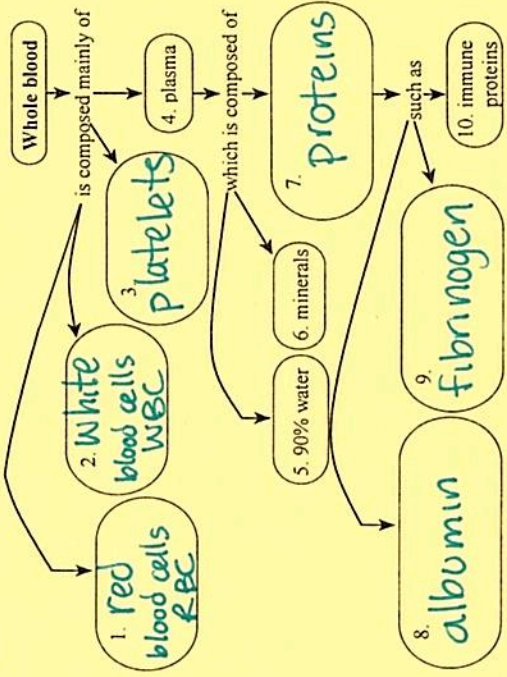 Whole blood
is composed mainly of
1. red
blood cells
RBC
2. White
blood cells
WBC
3.
platelets
4. plasma
which is composed of
5. 90% water
6. minerals
7.
proteins
such as
8.
albumin
9.
fibrinogen
10. immune
proteins